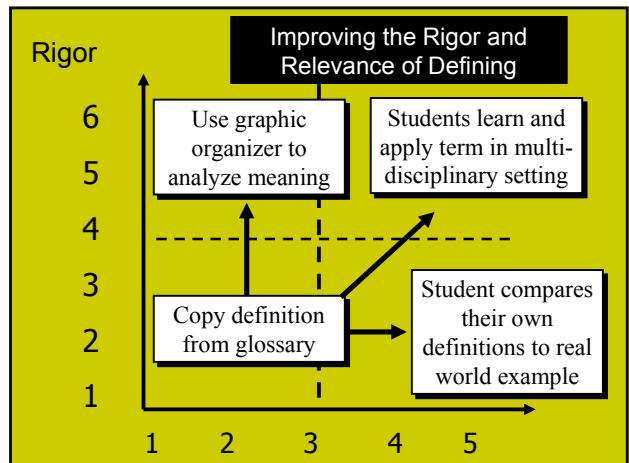 Improving the Rigor and
Relevance of Defining
Rigor
6
5
4
3
2
1
Use graphic
organizer to
analyze meaning
Students learn and
apply term in multi-
disciplinary setting
Copy definition
from glossary
Student compares
their own
definitions to real
world example
1 2 3 4 5